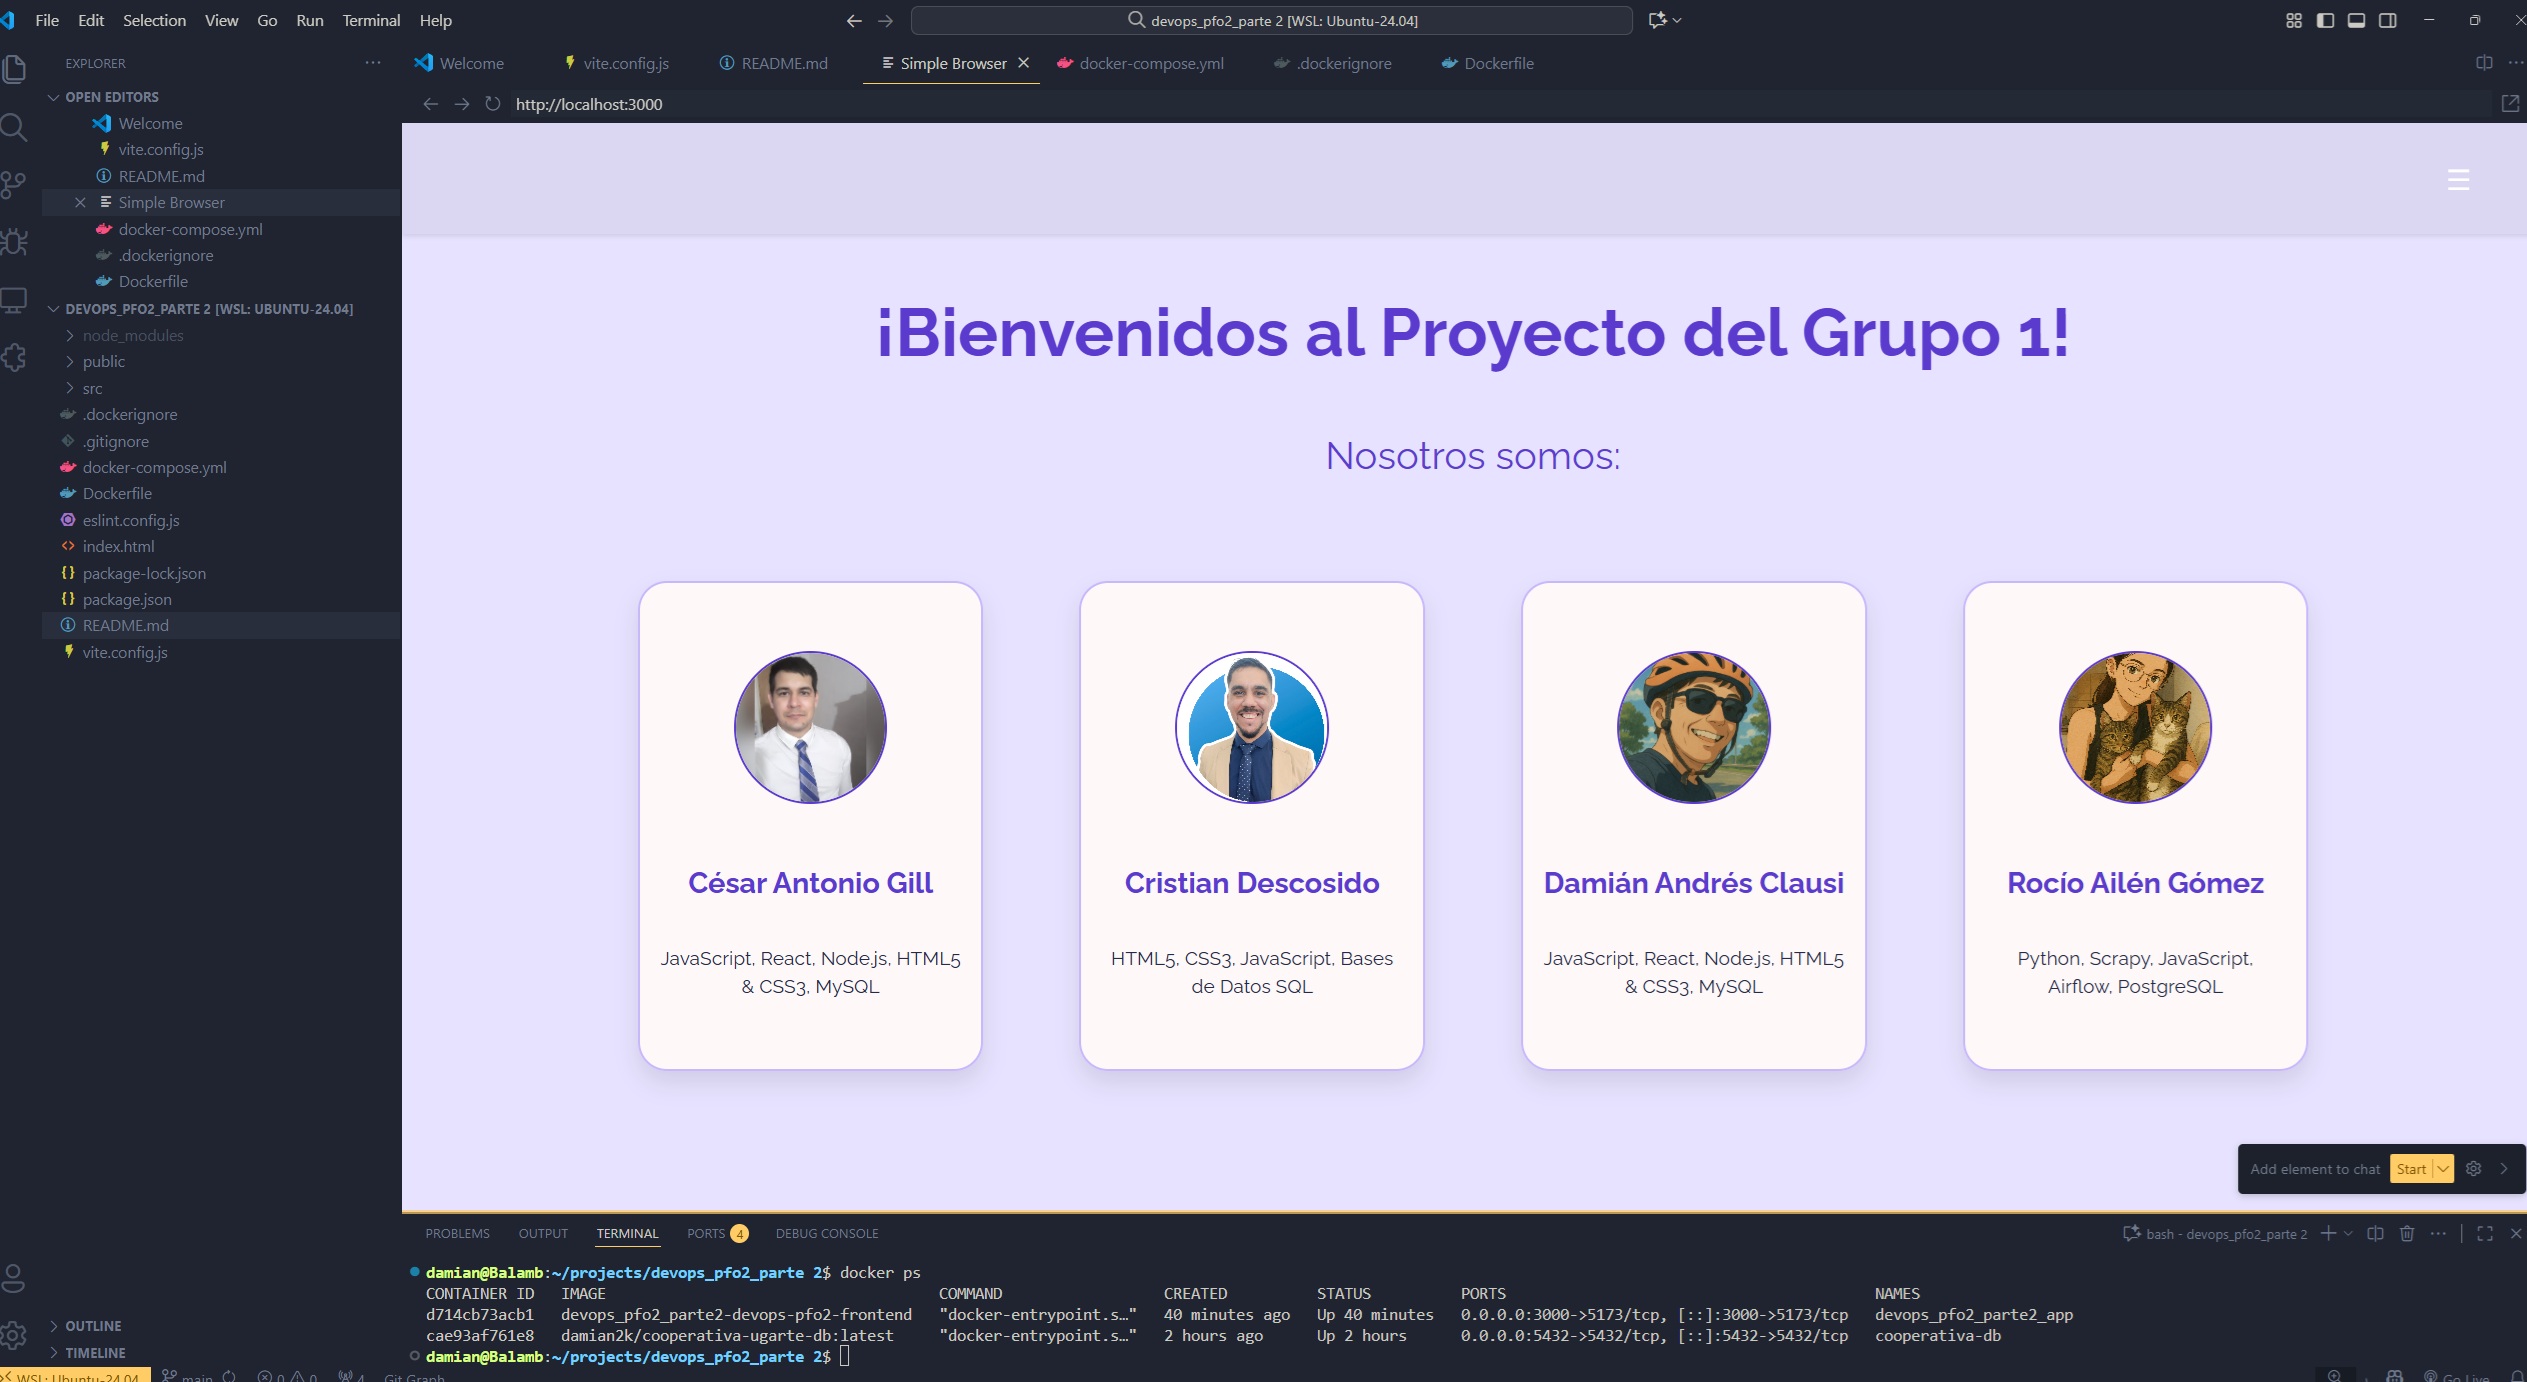 File Edit Selection View Go Run Terminal Help
devops_pfo2_parte 2 [WSL: Ubuntu-24.04]
EXPLORER
Welcome vite.config.js README.md Simple Browser docker-compose.yml .dockerignore Dockerfile
http://localhost:3000
OPEN EDITORS
Welcome
vite.config.js
README.md
Simple Browser
docker-compose.yml
.dockerignore
Dockerfile
DEVOPS_PFO2_PARTE 2 [WSL: UBUNTU-24.04]
node_modules
public
src
.dockerignore
.gitignore
docker-compose.yml
Dockerfile
eslint.config.js
index.html
package-lock.json
package.json
README.md
vite.config.js
OUTLINE
TIMELINE
¡Bienvenidos al Proyecto del Grupo 1!
Nosotros somos:
César Antonio Gill
JavaScript, React, Node.js, HTML5
& CSS3, MySQL
Cristian Descosido
HTML5, CSS3, JavaScript, Bases
de Datos SQL
Damián Andrés Clausi
JavaScript, React, Node.js, HTML5
& CSS3, MySQL
Rocío Ailén Gómez
Python, Scrapy, JavaScript,
Airflow, PostgreSQL
Add element to chat Start
PROBLEMS OUTPUT TERMINAL PORTS 4 DEBUG CONSOLE
bash - devops_pfo2_parte 2
damian@Balamb:~/projects/devops_pfo2_parte 2$ docker ps
CONTAINER ID IMAGE COMMAND CREATED STATUS PORTS NAMES
d714cb73acb1 devops_pfo2_parte2-devops-pfo2-frontend "docker-entrypoint.s…" 40 minutes ago Up 40 minutes 0.0.0.0:3000->5173/tcp, [::]:3000->5173/tcp devops_pfo2_parte2_app
cae93af761e8 damian2k/cooperativa-ugarte-db:latest "docker-entrypoint.s…" 2 hours ago Up 2 hours 0.0.0.0:5432->5432/tcp, [::]:5432->5432/tcp cooperativa-db
damian@Balamb:~/projects/devops_pfo2_parte 2$
WSL: Ubuntu-24.04 main 0 0 4 Git Graph Go Live